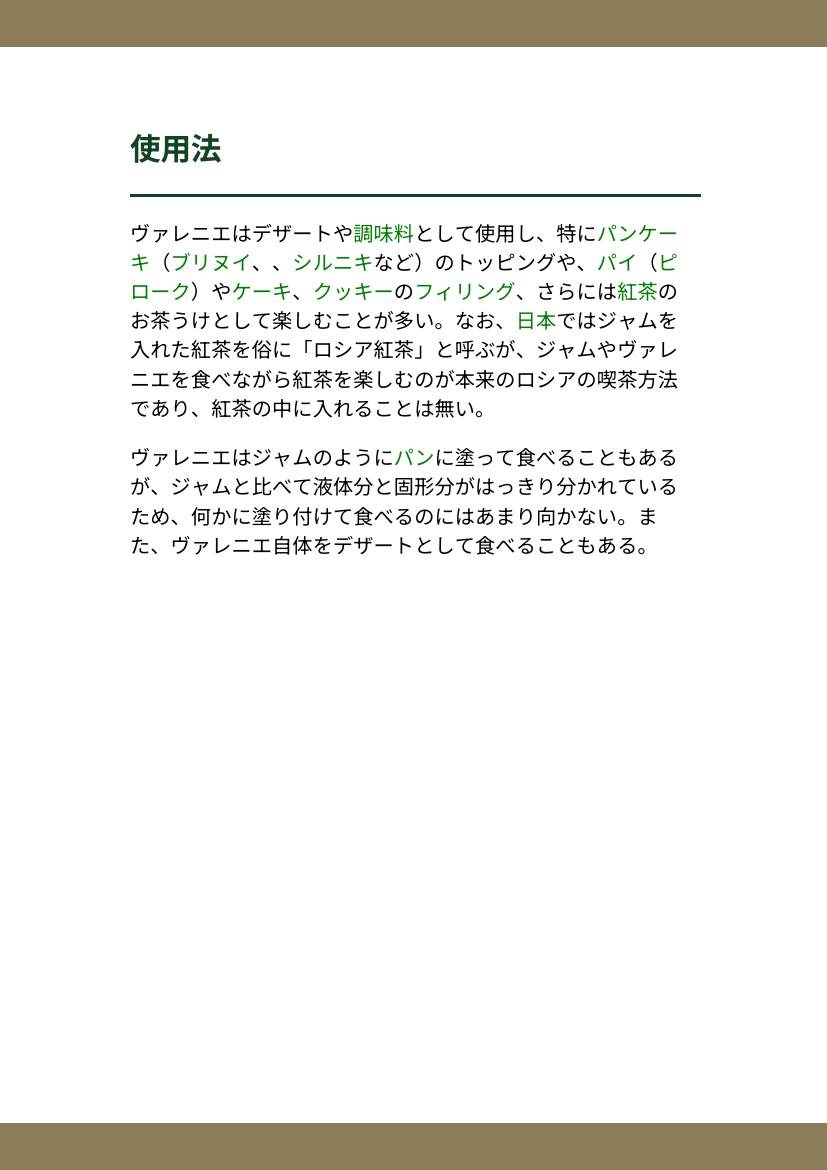 使用法
ヴァレニエはデザートや調味料として使用し、特にパンケー
キ（ブリヌイ、、シルニキなど）のトッピングや、パイ（ピ
ローク）やケーキ、クッキーのフィリング、さらには紅茶の
お茶うけとして楽しむことが多い。なお、日本ではジャムを
入れた紅茶を俗に「ロシア紅茶」と呼ぶが、ジャムやヴァレ
ニエを食べながら紅茶を楽しむのが本来のロシアの喫茶方法
であり、紅茶の中に入れることは無い。
ヴァレニエはジャムのようにパンに塗って食べることもある
が、ジャムと比べて液体分と固形分がはっきり分かれている
ため、何かに塗り付けて食べるのにはあまり向かない。ま
た、ヴァレニエ自体をデザートとして食べることもある。